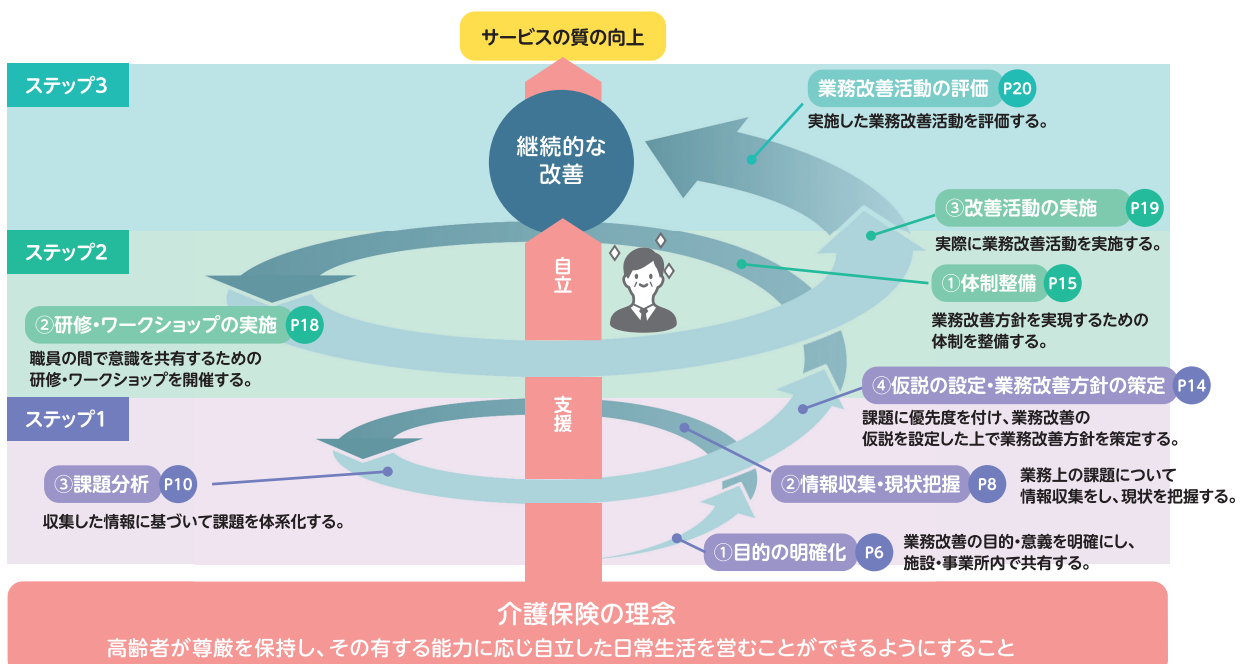 サービスの質の向上
ステップ3
業務改善活動の評価 P20
実施した業務改善活動を評価する。
継続的な
改善
③改善活動の実施 P19
実際に業務改善活動を実施する。
ステップ2
自立
①体制整備 P15
業務改善方針を実現するための
体制を整備する。
②研修・ワークショップの実施 P18
職員の間で意識を共有するための
研修・ワークショップを開催する。
④仮説の設定・業務改善方針の策定 P14
課題に優先度を付け、業務改善の
仮説を設定した上で業務改善方針を策定する。
支援
ステップ1
③課題分析 P10
収集した情報に基づいて課題を体系化する。
②情報収集・現状把握 P8
業務上の課題について
情報収集をし、現状を把握する。
①目的の明確化 P6
業務改善の目的・意義を明確にし、
施設・事業所内で共有する。
介護保険の理念
高齢者が尊厳を保持し、その有する能力に応じ自立した日常生活を営むことができるようにすること